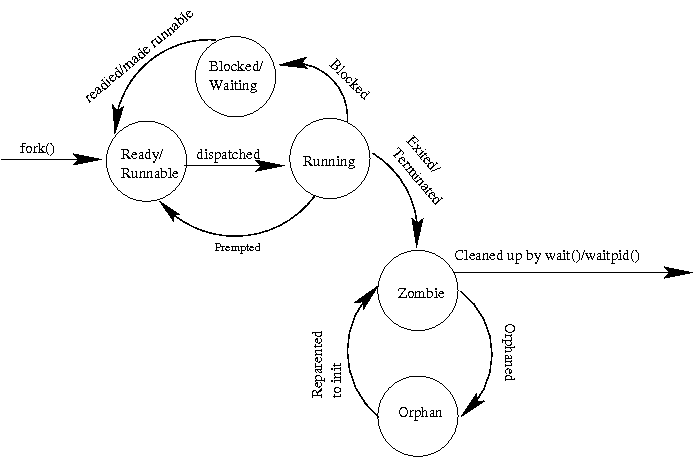 readied/made runnable
Blocked/
Waiting
Blocked
fork()
Ready/
Runnable
dispatched
Running
Exited/
Terminated
Prempted
Cleaned up by wait()/waitpid()
Zombie
Reparented
to init
Orphaned
Orphan